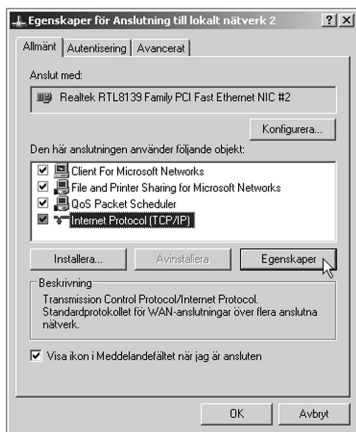 Egenskaper för Anslutning till lokalt nätverk 2
Allmänt Autentisering Avancerat
Anslut med:
Realtek RTL8139 Family PCI Fast Ethernet NIC #2
Konfigurera...
Den här anslutningen använder följande objekt:
Client For Microsoft Networks
File and Printer Sharing for Microsoft Networks
QoS Packet Scheduler
Internet Protocol (TCP/IP)
Installera... Avinstallera Egenskaper
Beskrivning
Transmission Control Protocol/Internet Protocol.
Standardprotokollet för WAN-anslutningar över flera anslutna
nätverk.
Visa ikon i Meddelandefältet när jag är ansluten
OK Avbryt